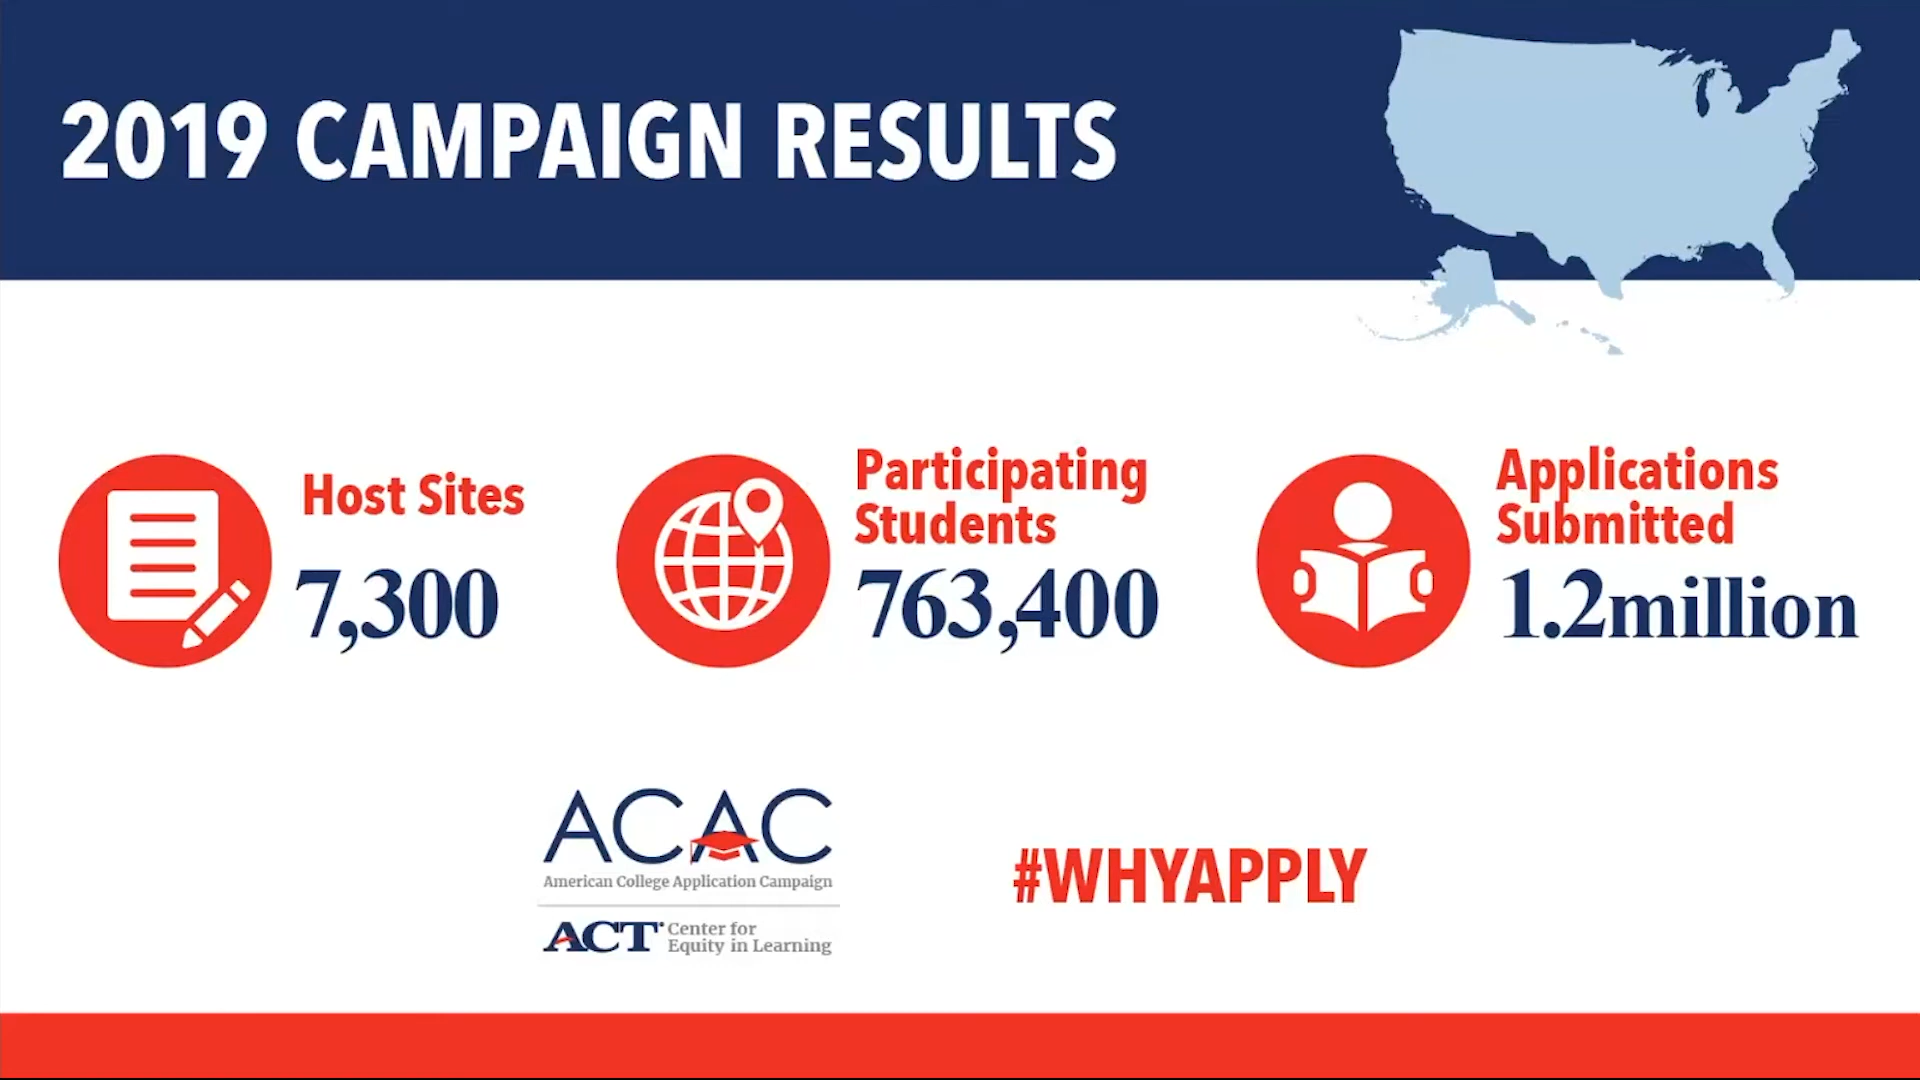 2019 CAMPAIGN RESULTS
Host Sites
7,300
Participating
Students
763,400
Applications
Submitted
1.2million
ACAC
American College Application Campaign
ACT® Center for
Equity in Learning
#WHYAPPLY